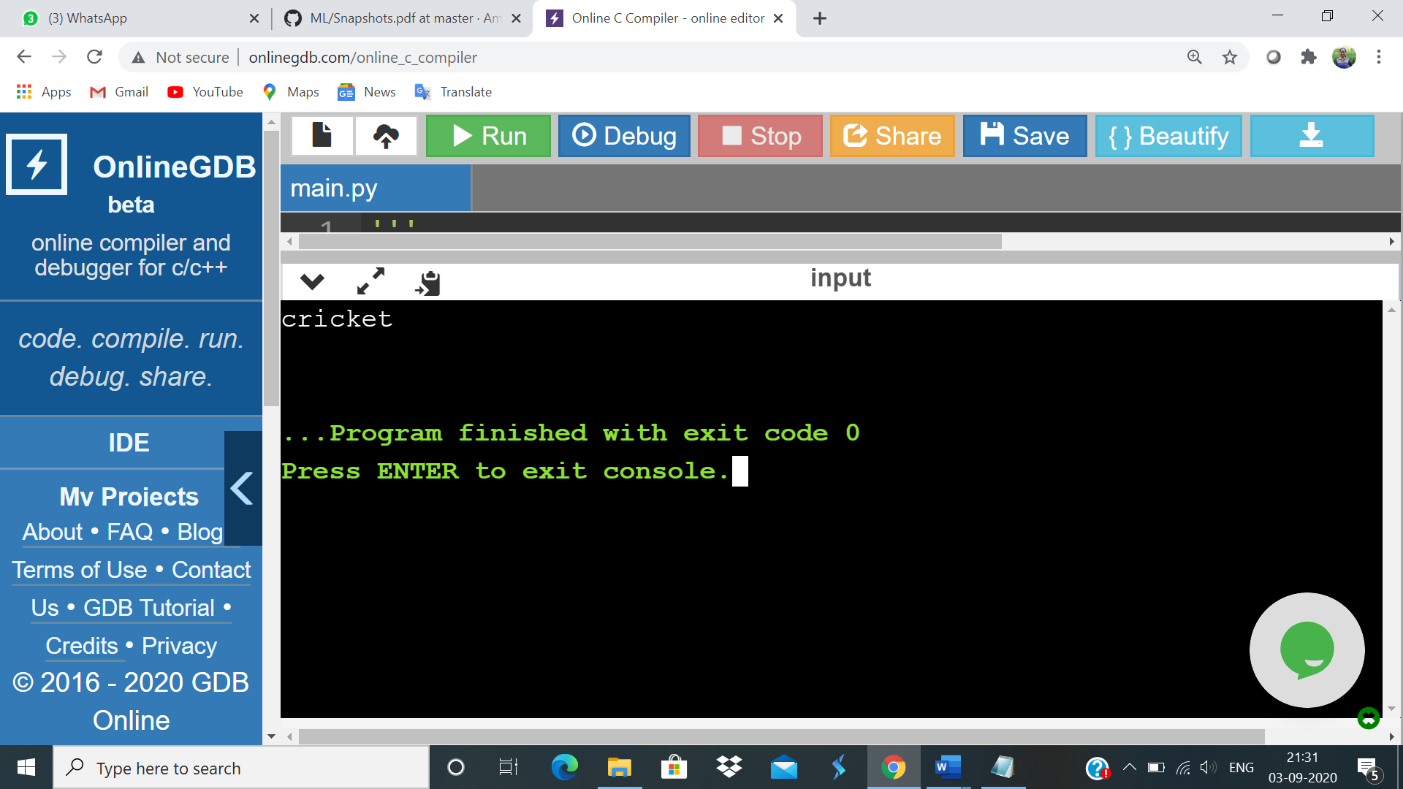 (3) WhatsApp
ML/Snapshots.pdf at master · Am
Online C Compiler - online editor
Not secure
onlinegdb.com/online_c_compiler
Apps
Gmail
YouTube
Maps
News
Translate
Run
Debug
Stop
Share
Save
{ } Beautify
OnlineGDB
beta
online compiler and
debugger for c/c++
code. compile. run.
debug. share.
IDE
My Projects
About • FAQ • Blog
Terms of Use • Contact
Us • GDB Tutorial •
Credits • Privacy
© 2016 - 2020 GDB
Online
main.py
1 '''
input
cricket
...Program finished with exit code 0
Press ENTER to exit console.
Type here to search
ENG
21:31
03-09-2020
5